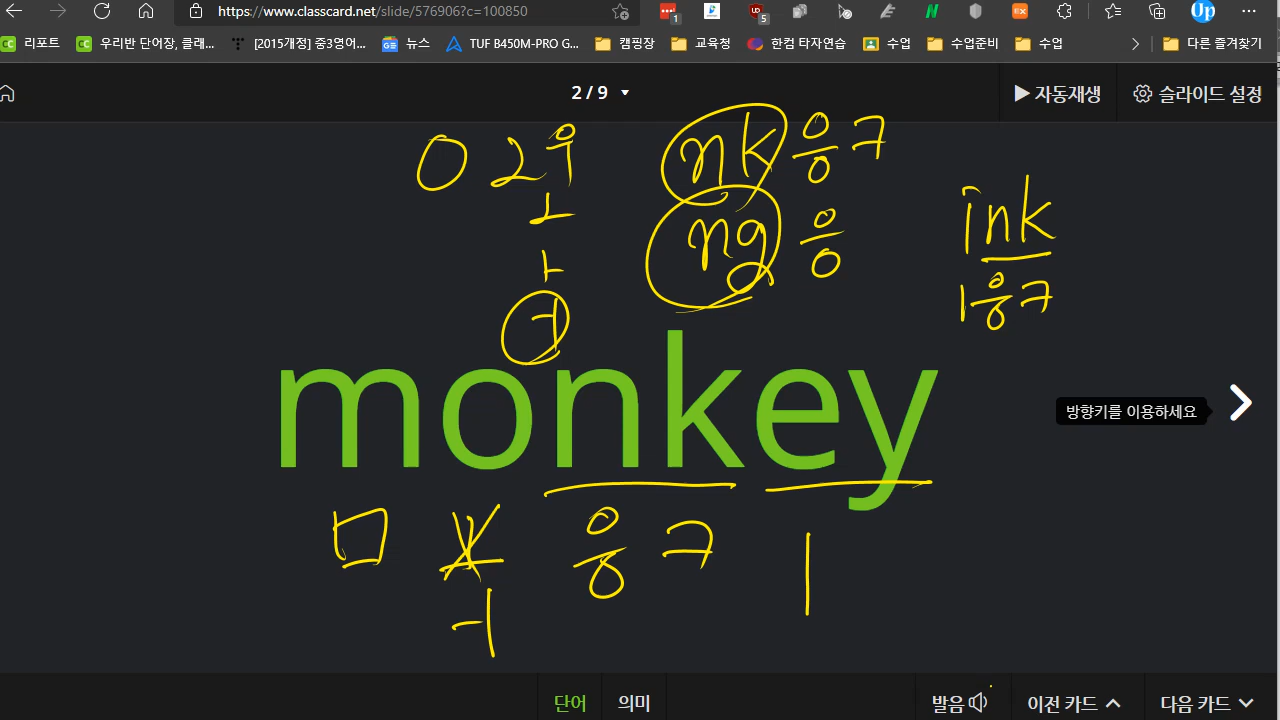 https://www.classcard.net/slide/576906?c=100850
1
5
Up
리포트
우리반 단어장, 클래...
[2015개정] 중3영어...
뉴스
TUF B450M-PRO G...
캠핑장
교육청
한컴 타자연습
수업
수업준비
수업
다른 즐겨찾기
2 / 9
자동재생
슬라이드 설정
nk 응 ㅋ
ng 응
ㅗ
ㅏ
ㅓ
ink
ㅣ응ㅋ
monkey
방향키를 이용하세요
ㅁ ㅗ 응 ㅋ ㅣ
ㅓ
단어
의미
발음
이전 카드
다음 카드